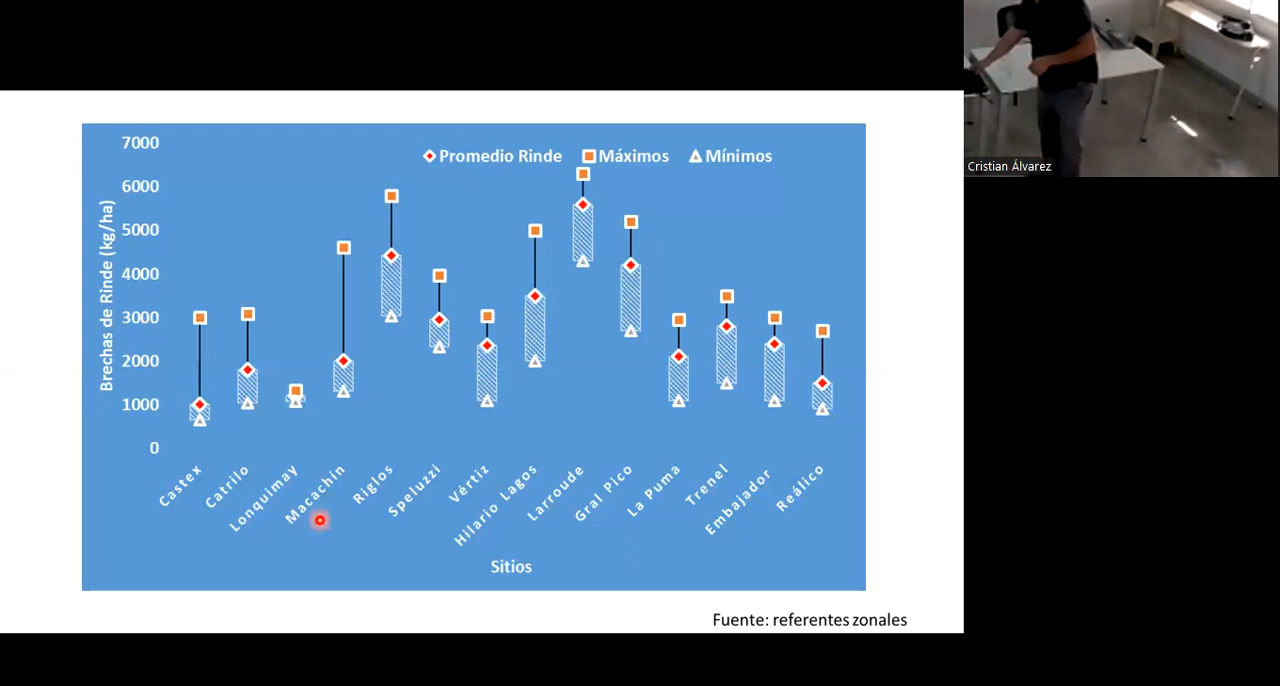 Cristian Álvarez
7000
6000
5000
4000
3000
2000
1000
0
Brechas de Rinde (kg/ha)
Promedio Rinde Máximos Mínimos
Castex
Catrilo
Lonquimay
Macachín
Riglos
Speluzzi
Vértiz
Hilario Lagos
Larroude
Gral Pico
La Puma
Trenel
Embajador
Reálico
Sitios
Fuente: referentes zonales